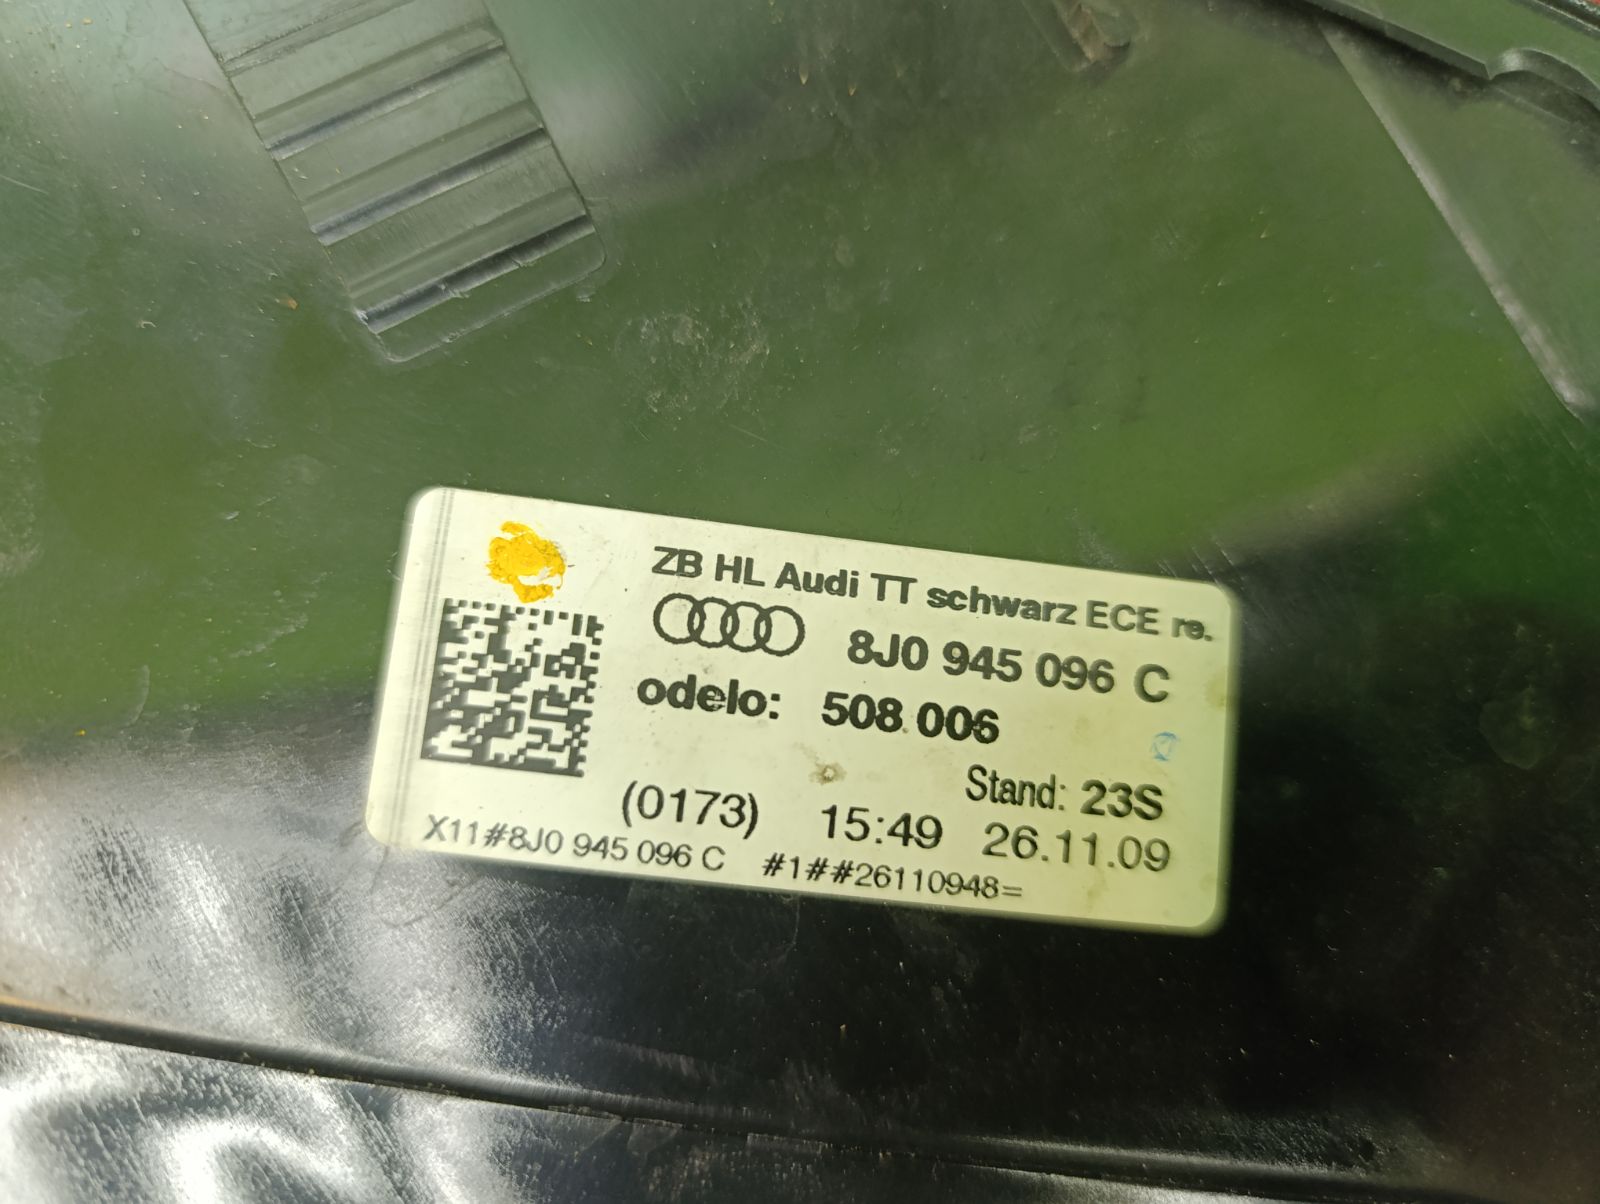 ZB HL Audi TT schwarz ECE re.
8J0 945 096 C
odelo: 508 006
Stand: 23S
(0173) 15:49 26.11.09
X11#8J0 945 096 C #1##26110948=